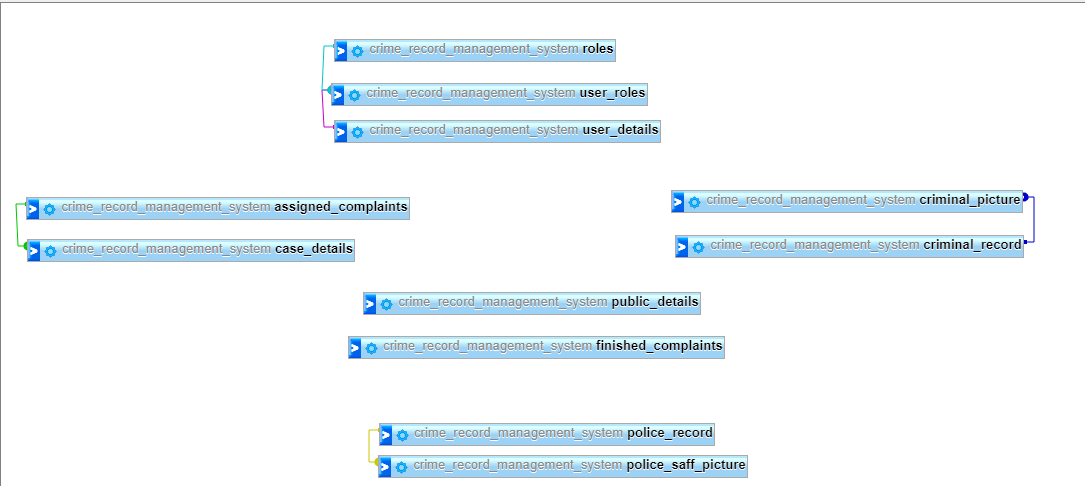 crime_record_management_system roles
crime_record_management_system user_roles
crime_record_management_system user_details
crime_record_management_system assigned_complaints
crime_record_management_system case_details
crime_record_management_system criminal_picture
crime_record_management_system criminal_record
crime_record_management_system public_details
crime_record_management_system finished_complaints
crime_record_management_system police_record
crime_record_management_system police_saff_picture